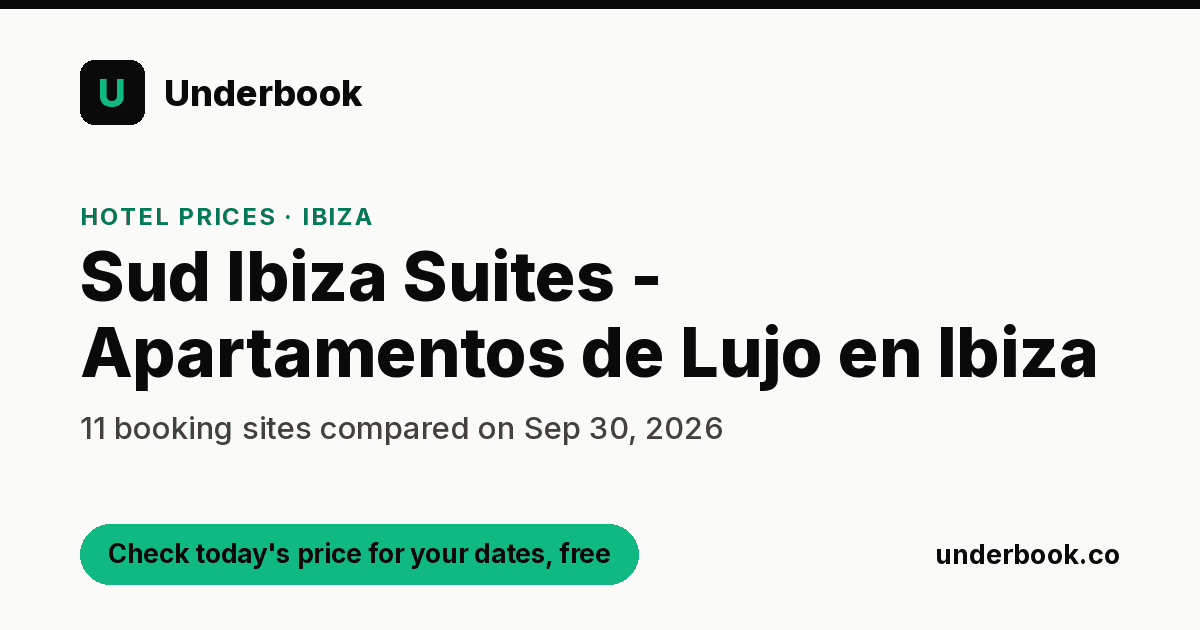 U Underbook
HOTEL PRICES · IBIZA
Sud Ibiza Suites -
Apartamentos de Lujo en Ibiza
11 booking sites compared on Sep 30, 2026
Check today's price for your dates, free
underbook.co